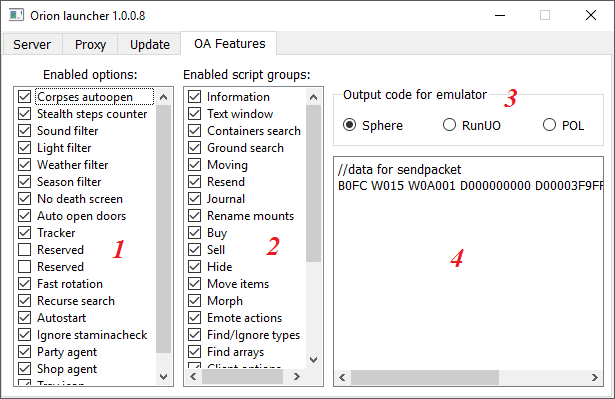 Orion launcher 1.0.0.8
Server
Proxy
Update
OA Features
Enabled options:
Corpses autoopen
Stealth steps counter
Sound filter
Light filter
Weather filter
Season filter
No death screen
Auto open doors
Tracker
Reserved
Reserved
Fast rotation
Recurse search
Autostart
Ignore staminacheck
Party agent
Shop agent
Tray icon
1
Enabled script groups:
Information
Text window
Containers search
Ground search
Moving
Resend
Journal
Rename mounts
Buy
Sell
Hide
Move items
Morph
Emote actions
Find/Ignore types
Find arrays
Client options
2
Output code for emulator
3
Sphere
RunUO
POL
//data for sendpacket
B0FC W015 W0A001 D000000000 D00003F9FF
4